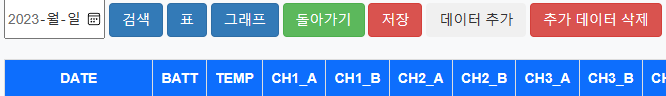 2023-월-일 검색 표 그래프 돌아가기 저장 데이터 추가 추가 데이터 삭제
DATE BATT TEMP CH1_A CH1_B CH2_A CH2_B CH3_A CH3_B